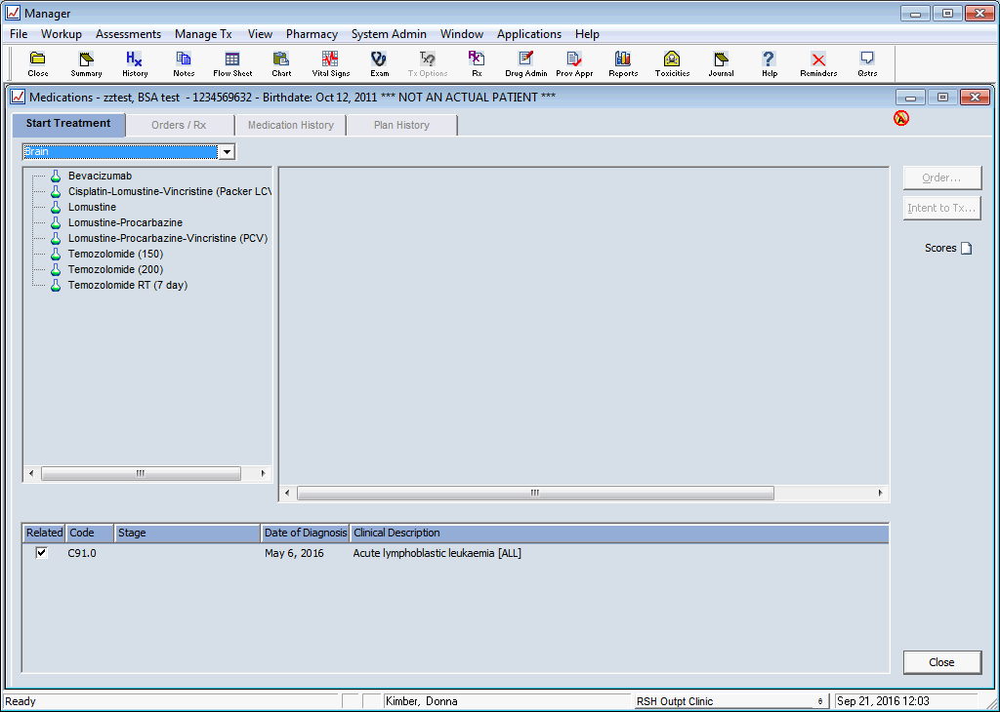 Manager
File Workup Assessments Manage Tx View Pharmacy System Admin Window Applications Help
Close Summary History Notes Flow Sheet Chart Vital Signs Exam Tx Options Rx Drug Admin Prov Appr Reports Toxicities Journal Help Reminders Qstrs
Medications - zztest, BSA test - 1234569632 - Birthdate: Oct 12, 2011 *** NOT AN ACTUAL PATIENT ***
Start Treatment Orders / Rx Medication History Plan History
Brain
Bevacizumab
Cisplatin-Lomustine-Vincristine (Packer LCV
Lomustine
Lomustine-Procarbazine
Lomustine-Procarbazine-Vincristine (PCV)
Temozolomide (150)
Temozolomide (200)
Temozolomide RT (7 day)
Order...
Intent to Tx...
Scores
Related Code Stage Date of Diagnosis Clinical Description
C91.0 May 6, 2016 Acute lymphoblastic leukaemia [ALL]
Close
Ready Kimber, Donna RSH Outpt Clinic Sep 21, 2016 12:03